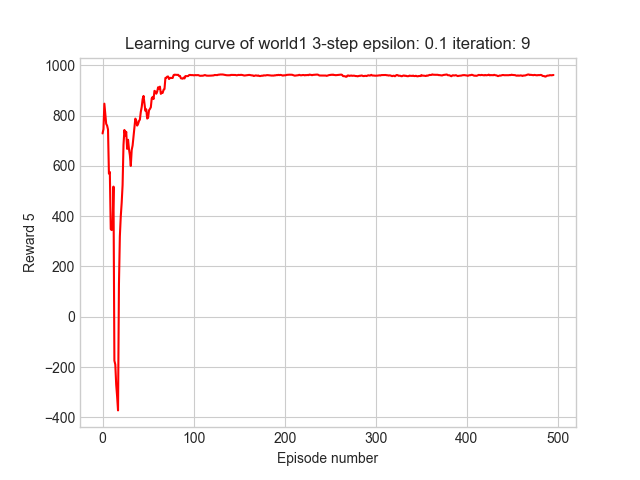 Learning curve of world1 3-step epsilon: 0.1 iteration: 9
1000
800
600
400
200
0
−200
−400
Reward 5
0 100 200 300 400 500
Episode number